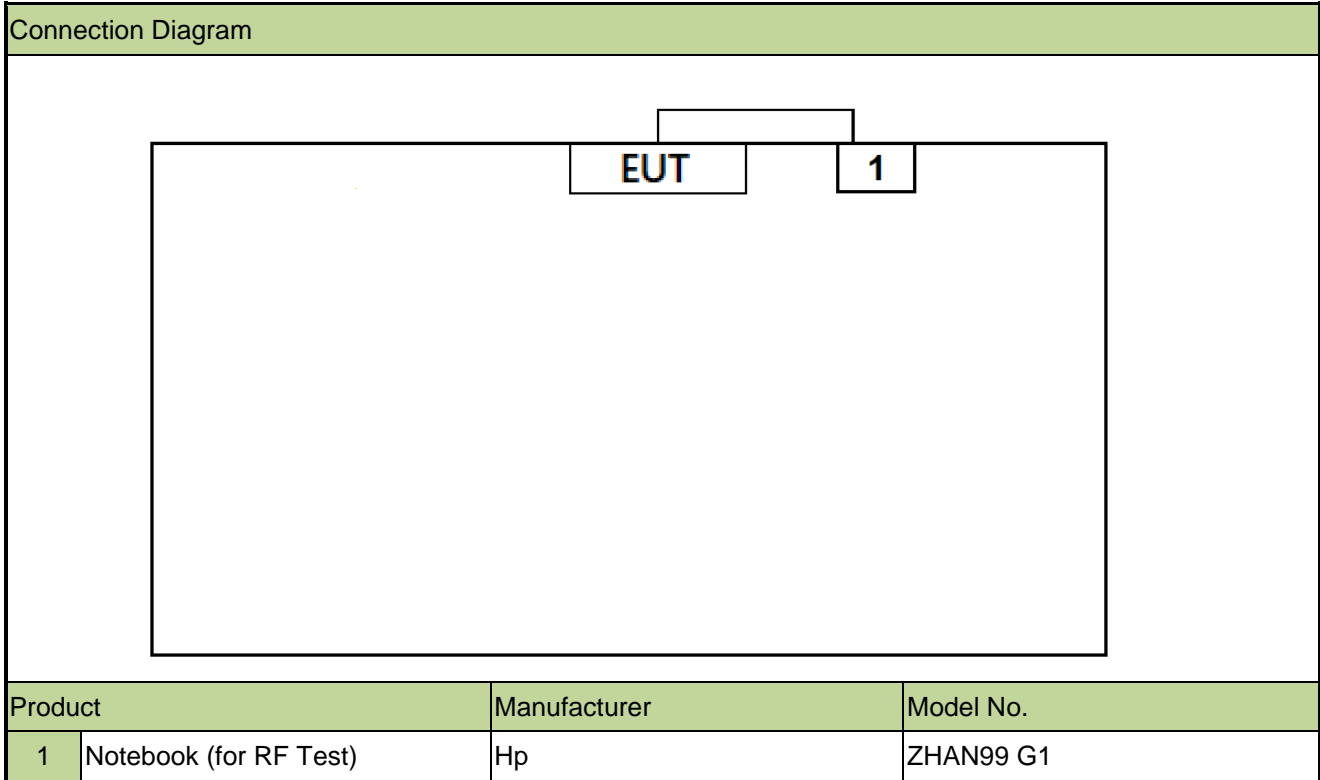 Connection Diagram
EUT 1
Product Manufacturer Model No.
1 Notebook (for RF Test) Hp ZHAN99 G1